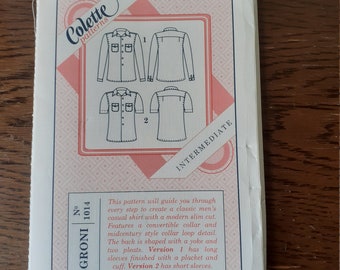 Colette
patterns
1
2
INTERMEDIATE
No
1014
GRONI
This pattern will guide you through
every step to create a classic men's
casual shirt with a modern slim cut.
Features a convertible collar and
midcentury style collar loop detail.
The back is shaped with a yoke and
two pleats. Version 1 has long
sleeves finished with a placket and
cuff. Version 2 has short sleeves.